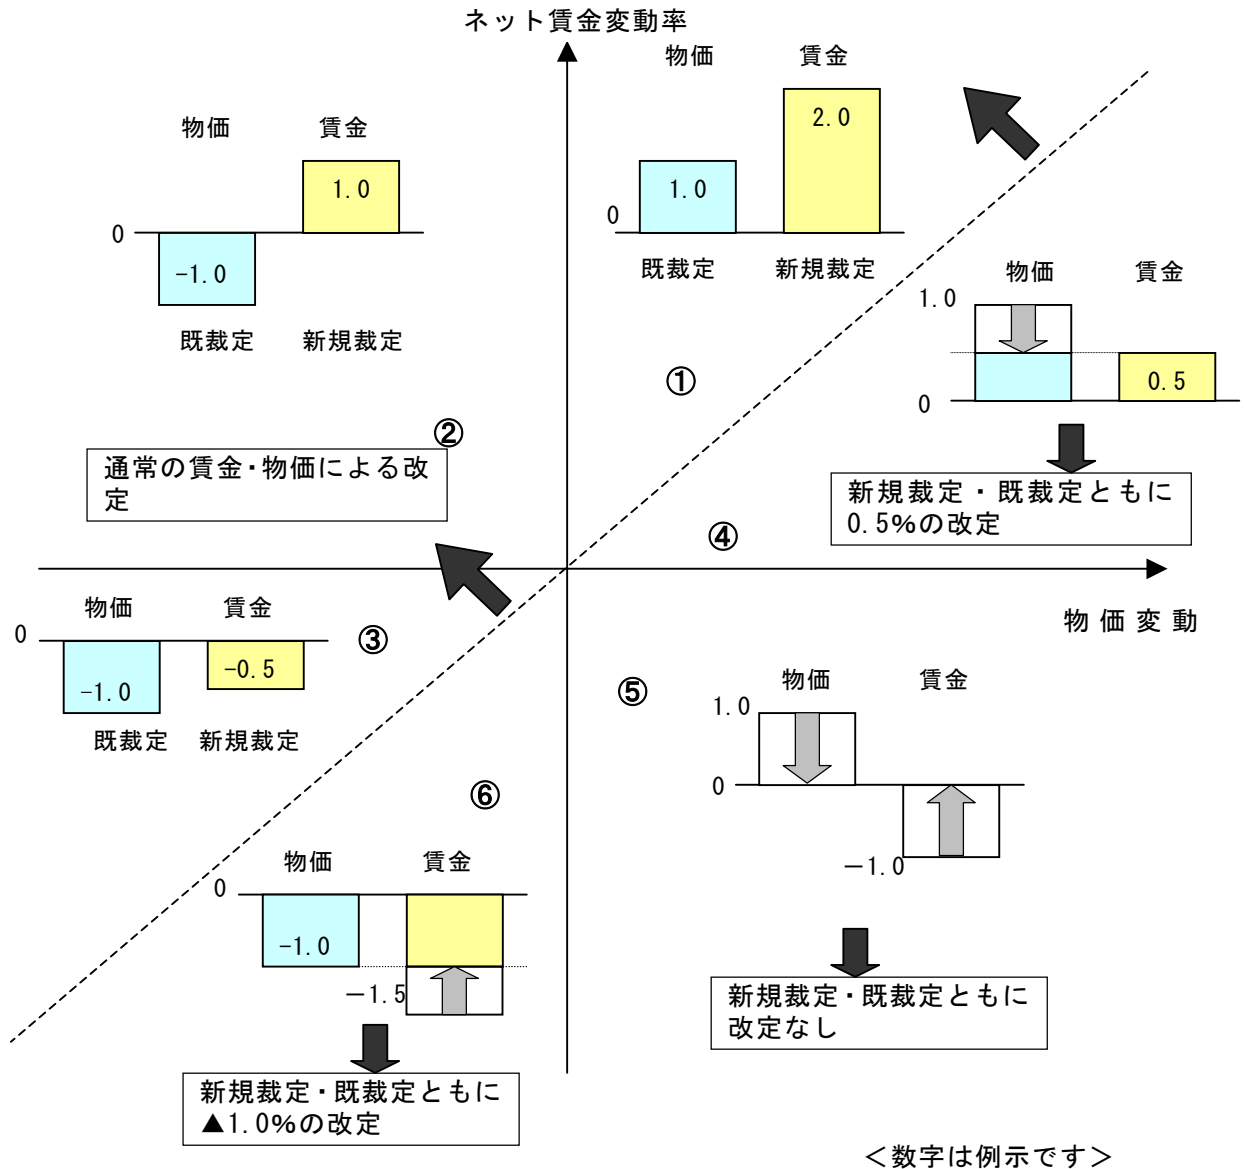 ネット賃金変動率
物価 賃金
2.0
1.0
0
既裁定 新規裁定
物価 賃金
1.0
0
-1.0
既裁定 新規裁定
物価 賃金
1.0
0.5
0
①
②
通常の賃金・物価による改
定
新規裁定・既裁定ともに
0.5%の改定
④
物価変動
物価 賃金
0
-0.5
-1.0
既裁定 新規裁定
③
⑤
物価 賃金
1.0
0
-1.0
新規裁定・既裁定ともに
改定なし
⑥
物価 賃金
0
-1.0
-1.5
新規裁定・既裁定ともに
▲1.0%の改定
<数字は例示です>